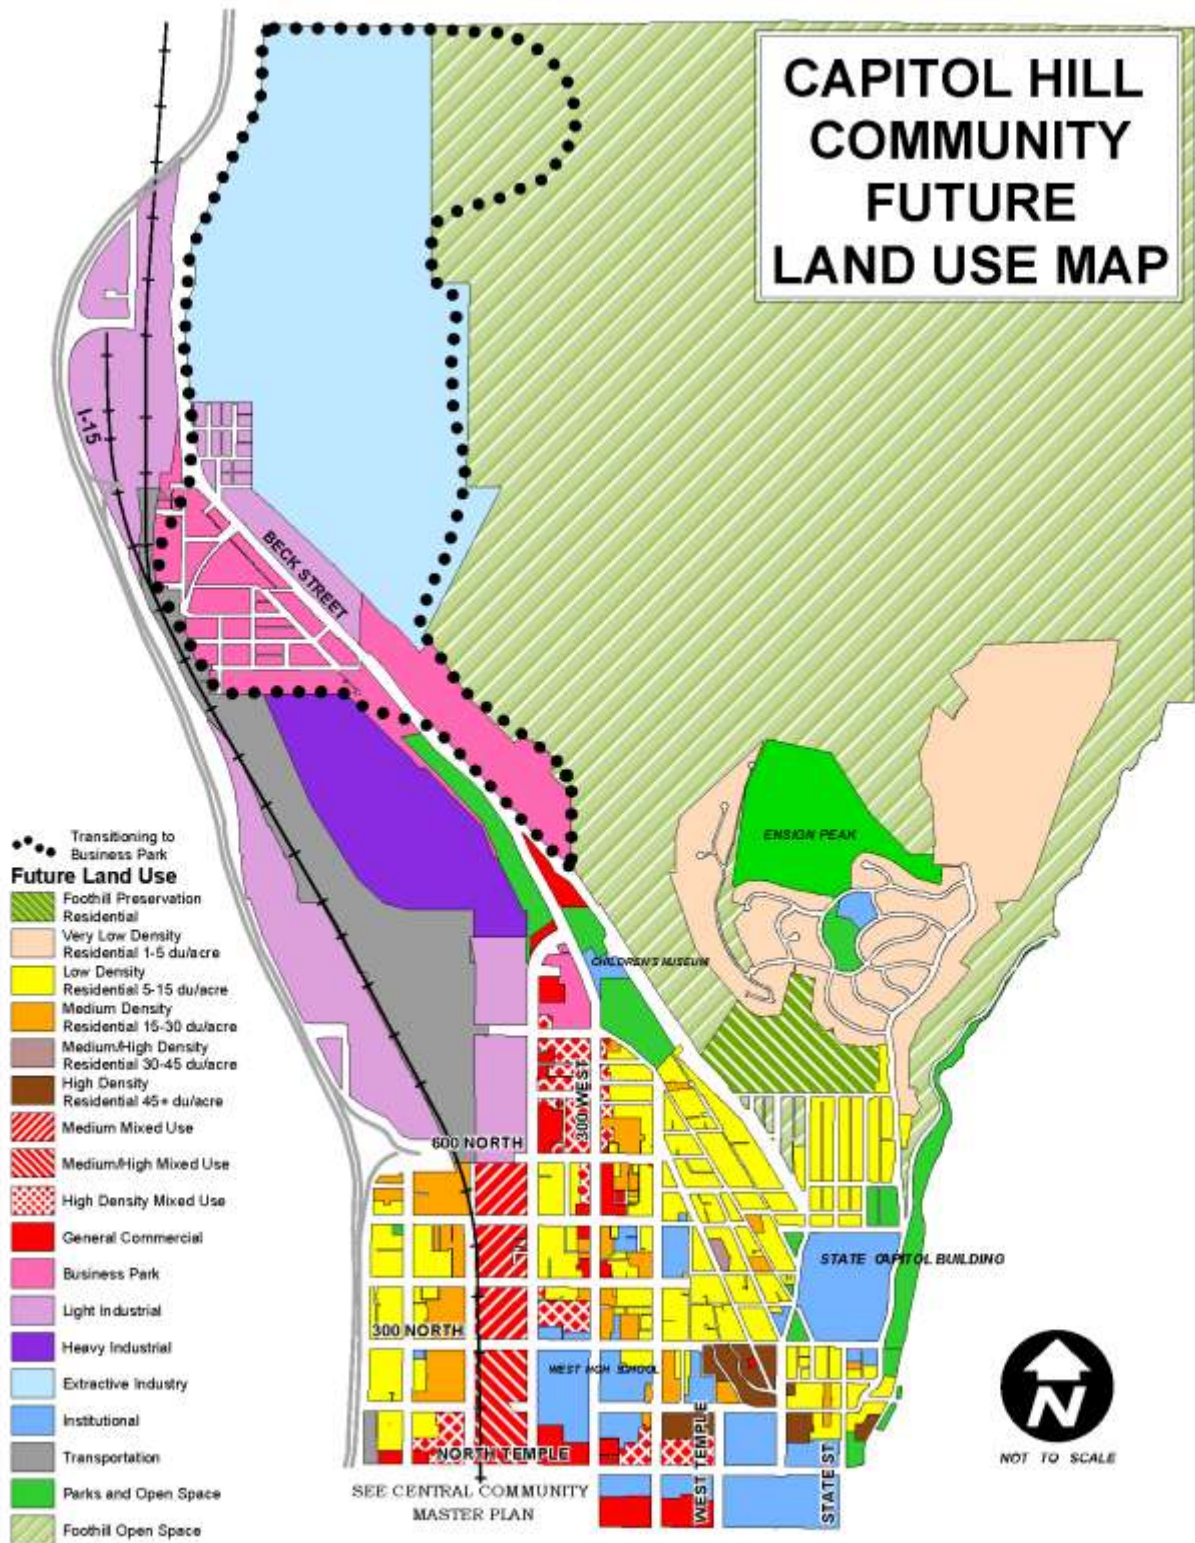 CAPITOL HILL
COMMUNITY
FUTURE
LAND USE MAP
I-15
BECK STREET
ENSIGN PEAK
CHILDREN'S MUSEUM
300 WEST
600 NORTH
STATE CAPITOL BUILDING
300 NORTH
WEST HIGH SCHOOL
NORTH TEMPLE
WEST TEMPLE
STATE ST
SEE CENTRAL COMMUNITY
MASTER PLAN
N
NOT TO SCALE
Transitioning to
Business Park
Future Land Use
Foothill Preservation
Residential
Very Low Density
Residential 1-5 du/acre
Low Density
Residential 5-15 du/acre
Medium Density
Residential 15-30 du/acre
Medium/High Density
Residential 30-45 du/acre
High Density
Residential 45+ du/acre
Medium Mixed Use
Medium/High Mixed Use
High Density Mixed Use
General Commercial
Business Park
Light Industrial
Heavy Industrial
Extractive Industry
Institutional
Transportation
Parks and Open Space
Foothill Open Space